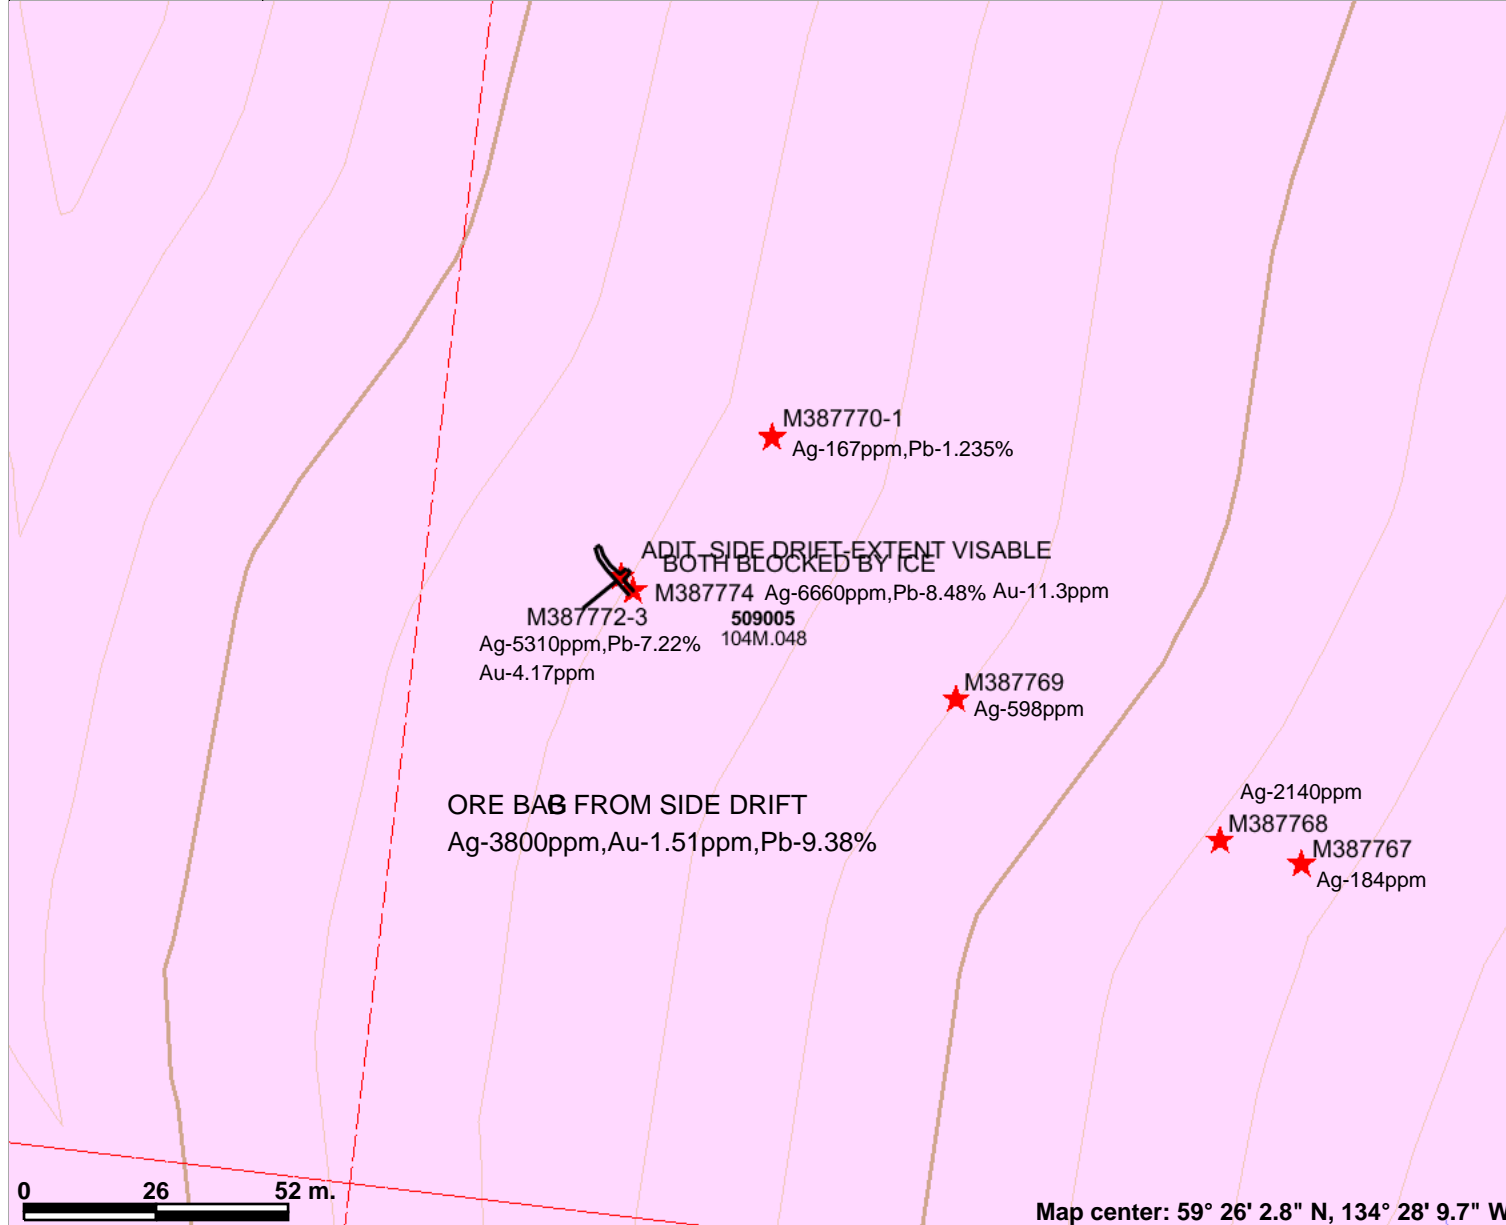 M387770-1
Ag-167ppm,Pb-1.235%
ADIT, SIDE DRIFT-EXTENT VISABLE
BOTH BLOCKED BY ICE
M387774 Ag-6660ppm,Pb-8.48% Au-11.3ppm
M387772-3
509005
104M.048
Ag-5310ppm,Pb-7.22%
Au-4.17ppm
M387769
Ag-598ppm
ORE BAG FROM SIDE DRIFT
Ag-3800ppm,Au-1.51ppm,Pb-9.38%
Ag-2140ppm
M387768
M387767
Ag-184ppm
0 26 52 m.
Map center: 59° 26' 2.8" N, 134° 28' 9.7" W